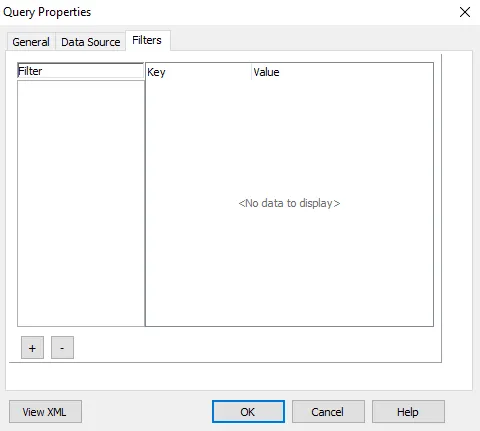 Query Properties
General Data Source Filters
Filter Key Value
<No data to display>
+ -
View XML OK Cancel Help